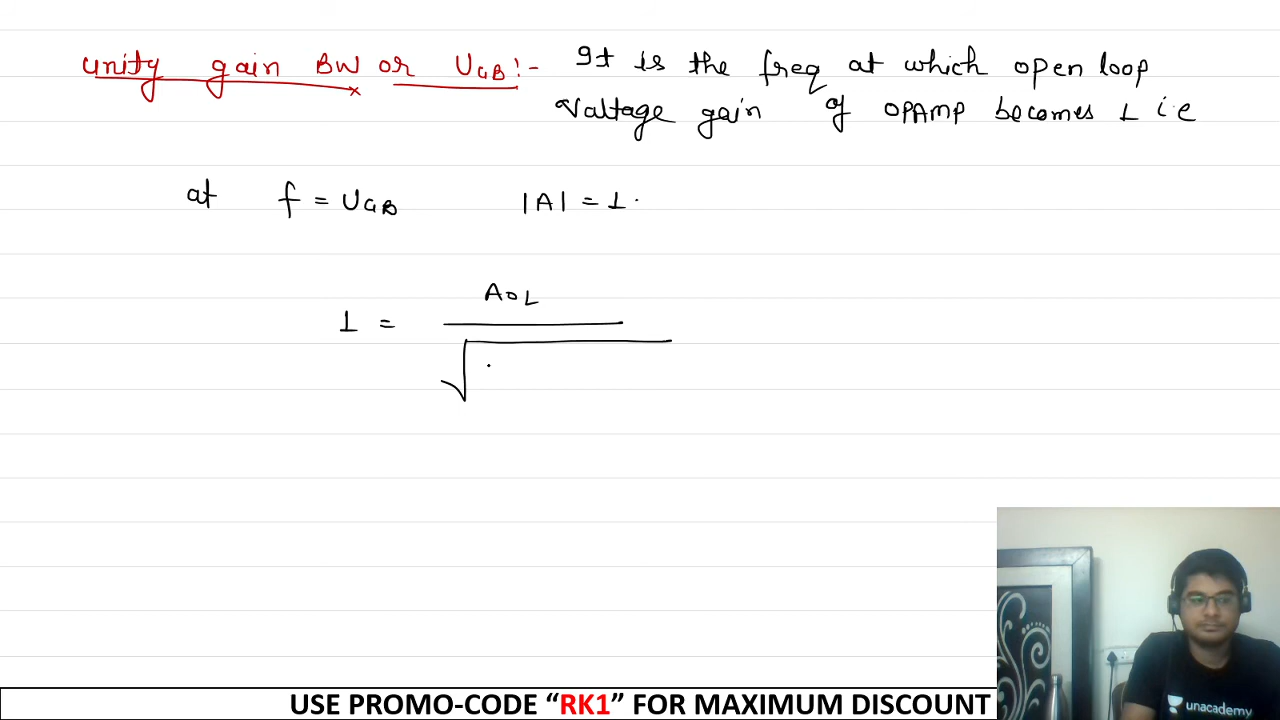 unity gain BW or UGB:- It is the freq at which open loop
voltage gain of OPAMP becomes 1 i.e
at f = UGB |A| = 1.
AOL
1 = √
unacademy
USE PROMO-CODE “RK1” FOR MAXIMUM DISCOUNT